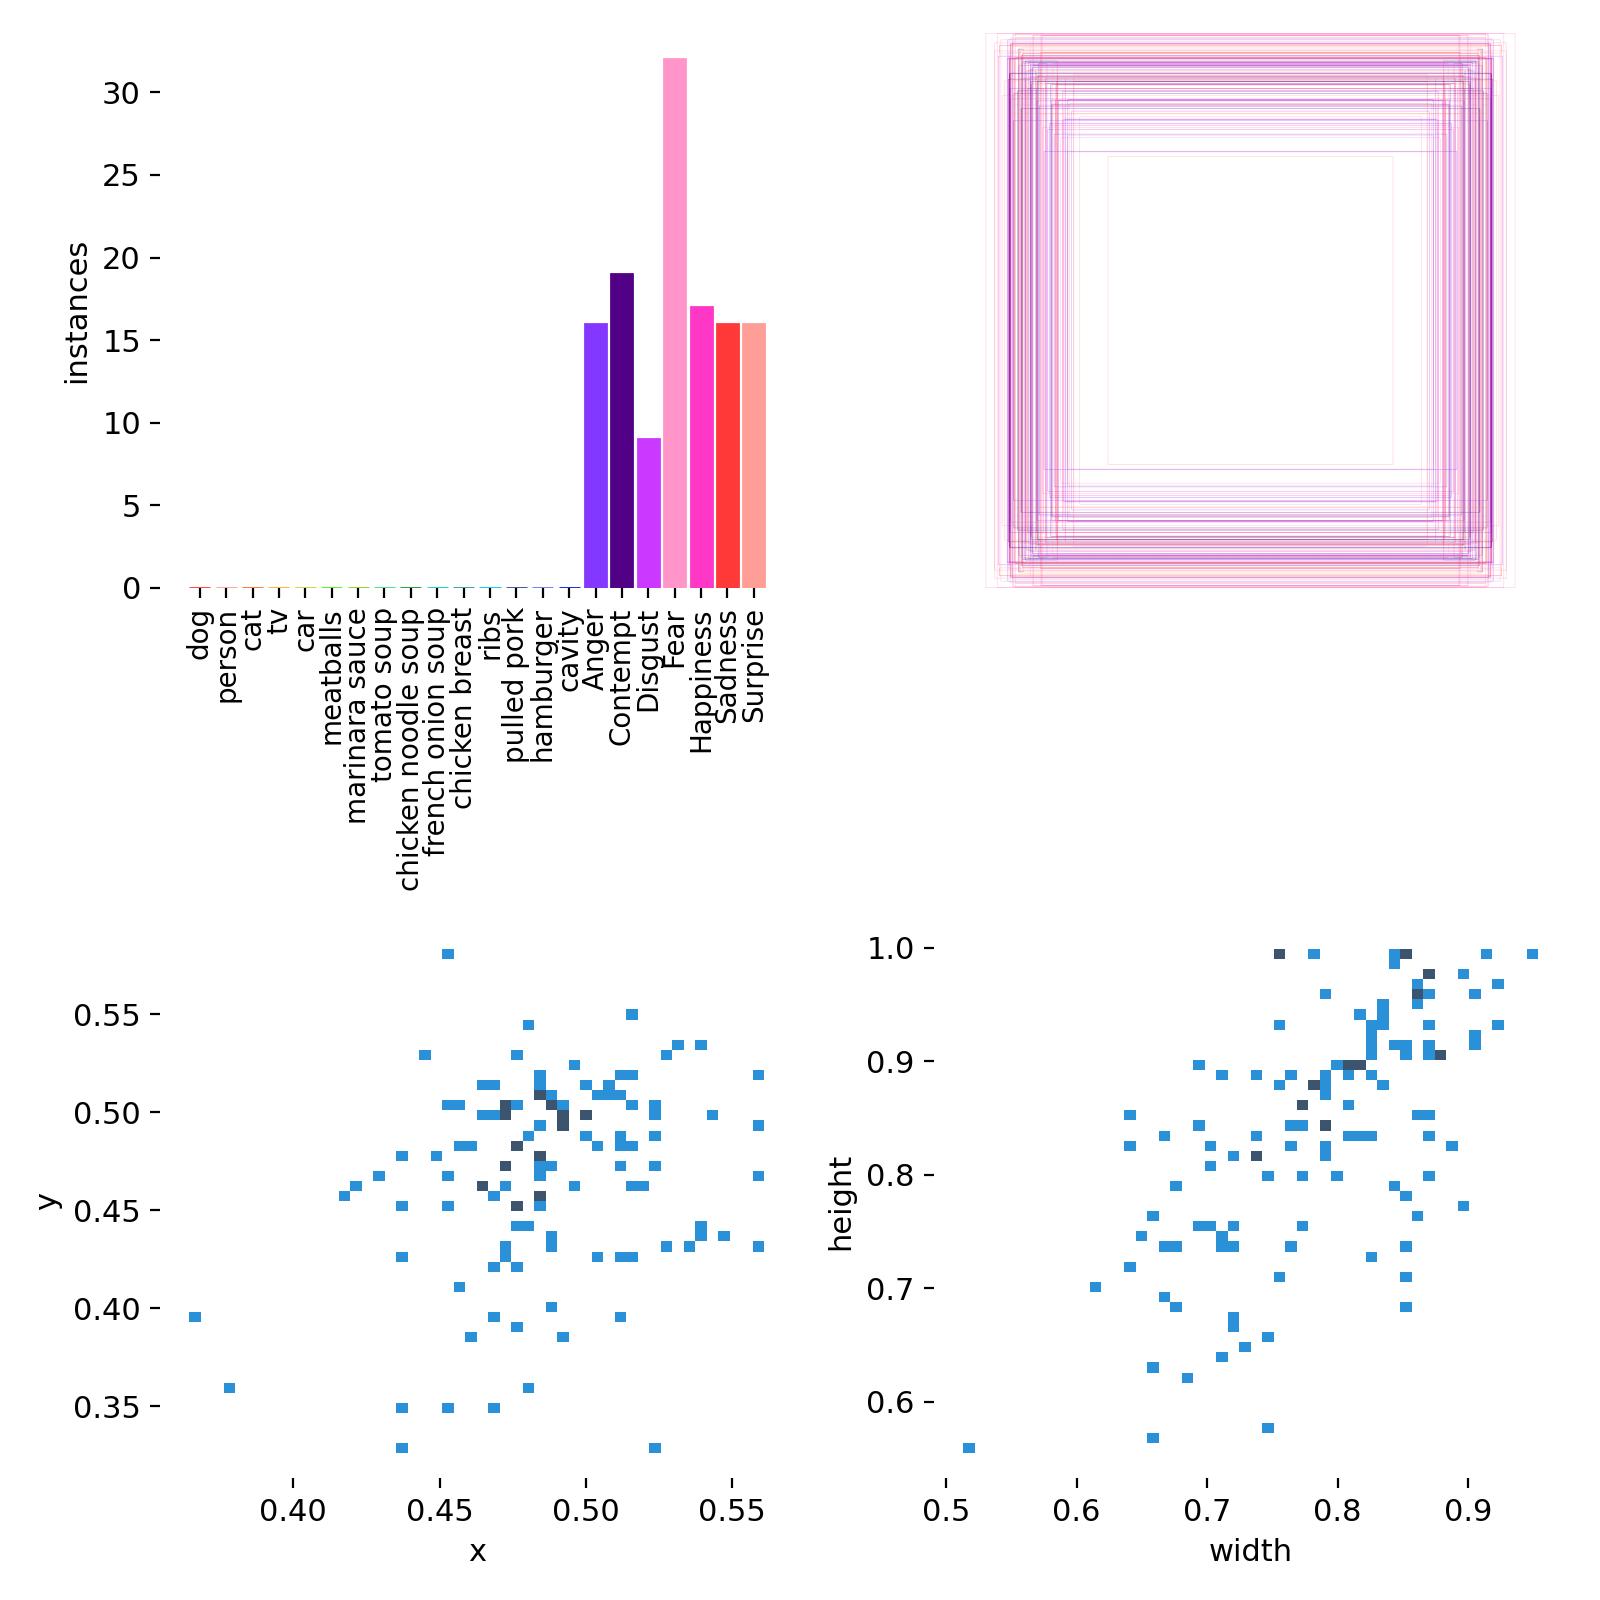 instances
30
25
20
15
10
5
0
dog
person
cat
tv
car
meatballs
marinara sauce
tomato soup
chicken noodle soup
french onion soup
chicken breast
ribs
pulled pork
hamburger
cavity
Anger
Contempt
Disgust
Fear
Happiness
Sadness
Surprise
y
0.55
0.50
0.45
0.40
0.35
0.40
0.45
0.50
0.55
x
height
1.0
0.9
0.8
0.7
0.6
0.5
0.6
0.7
0.8
0.9
width